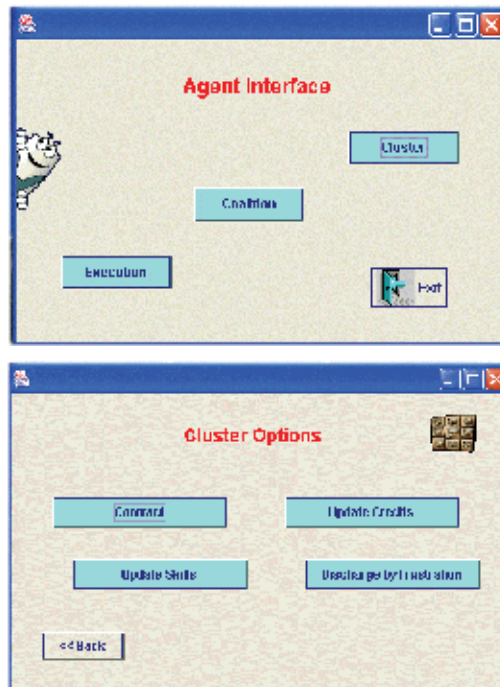 Agent Interface
Cluster
Coalition
Execution
Exit
Cluster Options
Contract
Update Credits
Update Skills
Discharge by Frustration
<< Back